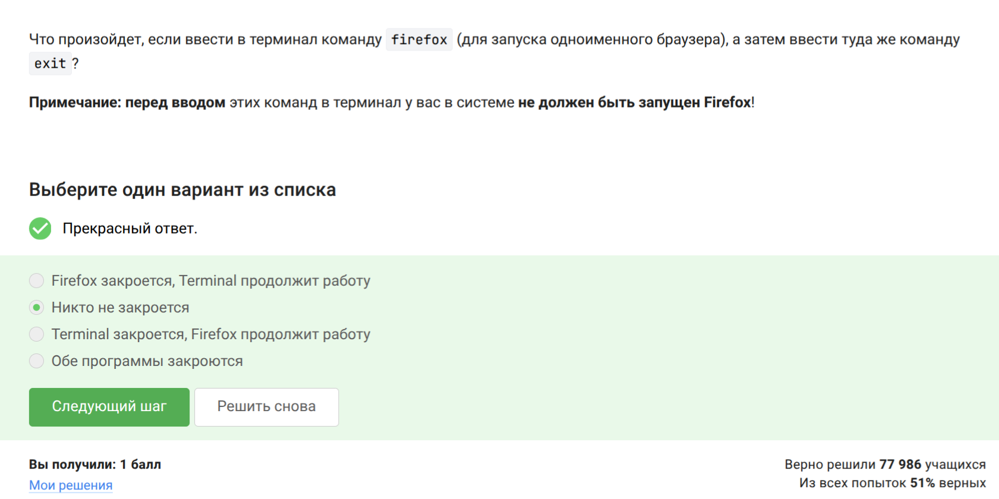 Что произойдет, если ввести в терминал команду firefox (для запуска одноименного браузера), а затем ввести туда же команду
exit?
Примечание: перед вводом этих команд в терминал у вас в системе не должен быть запущен Firefox!
Выберите один вариант из списка
Прекрасный ответ.
Firefox закроется, Terminal продолжит работу
Никто не закроется
Terminal закроется, Firefox продолжит работу
Обе программы закроются
Следующий шаг
Решить снова
Вы получили: 1 балл
Мои решения
Верно решили 77 986 учащихся
Из всех попыток 51% верных